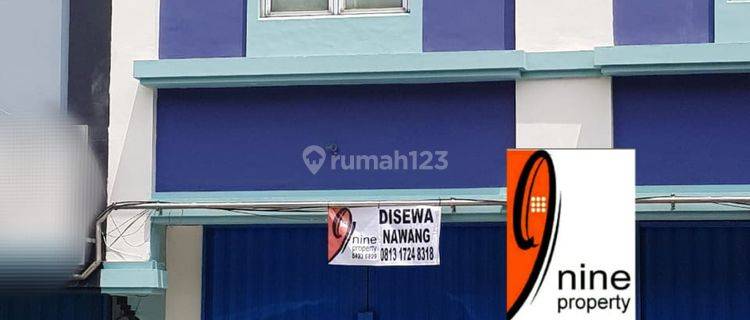 rumah123
DISEWA
NAWANG
0813 1724 8318
nine
property
nine
property